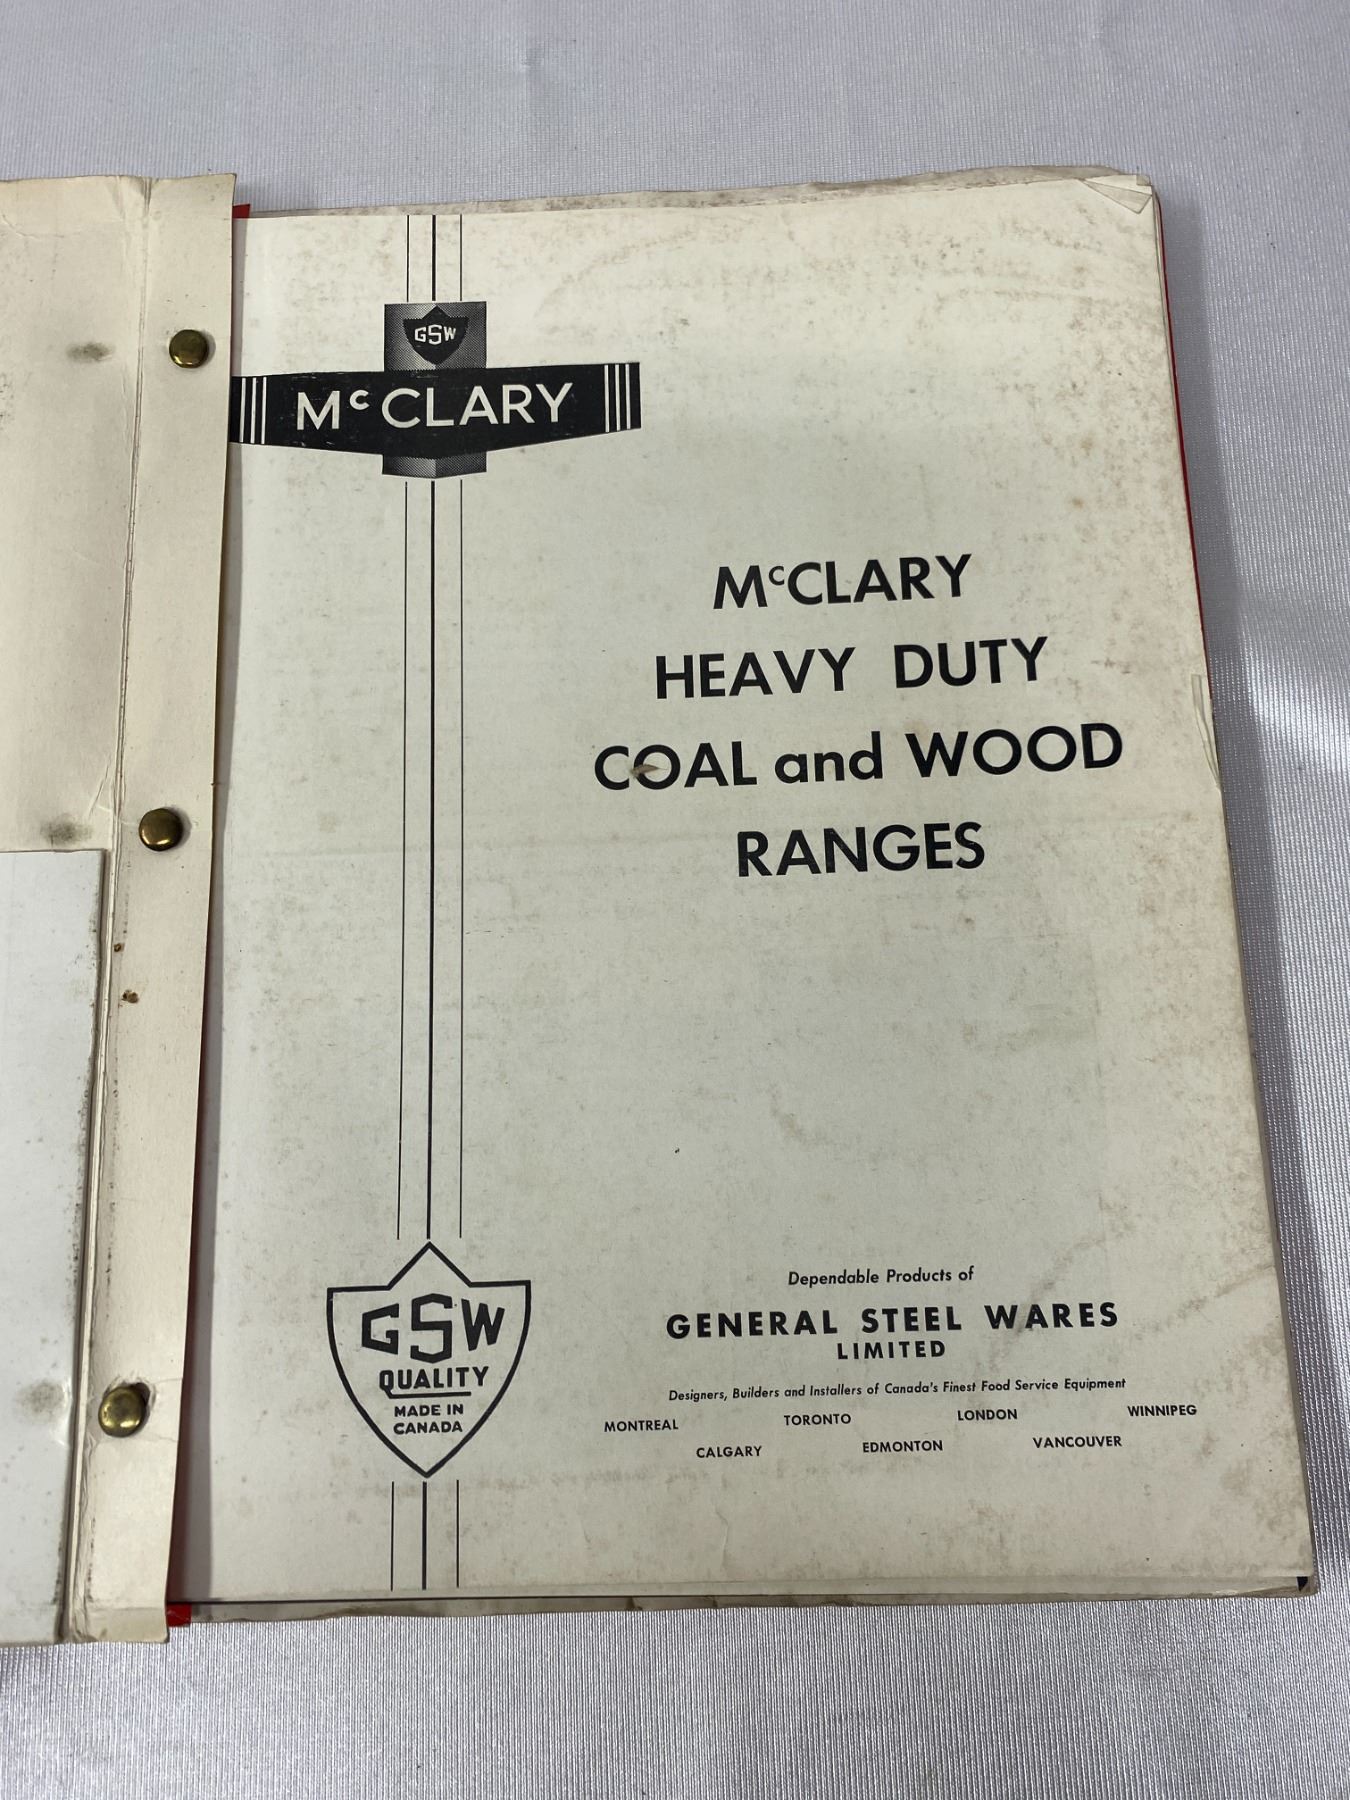 GSW
McCLARY
McCLARY
HEAVY DUTY
COAL and WOOD
RANGES
GSW
QUALITY
MADE IN
CANADA
Dependable Products of
GENERAL STEEL WARES
LIMITED
Designers, Builders and Installers of Canada's Finest Food Service Equipment
MONTREAL TORONTO LONDON WINNIPEG
CALGARY EDMONTON VANCOUVER